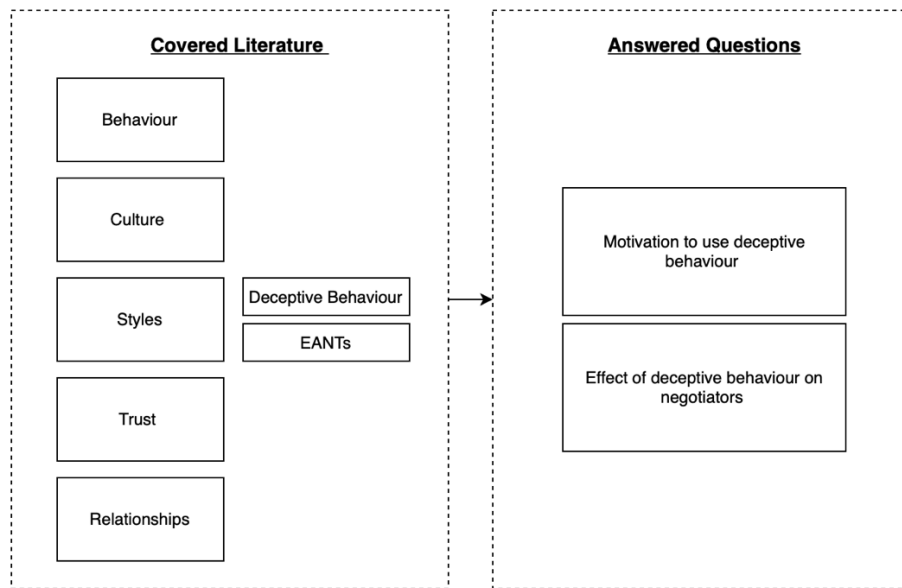 Covered Literature
Behaviour
Culture
Styles
Deceptive Behaviour
EANTs
Trust
Relationships
Answered Questions
Motivation to use deceptive
behaviour
Effect of deceptive behaviour on
negotiators